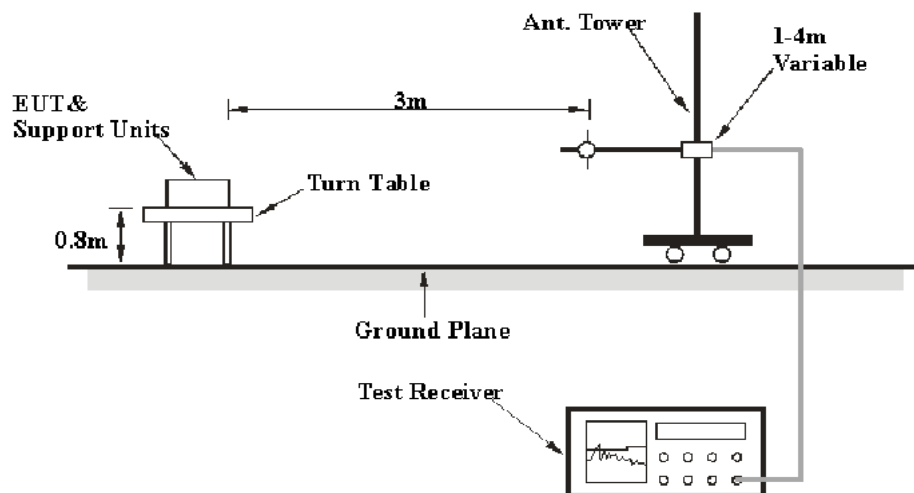 Ant. Tower
1-4m
Variable
3m
EUT&
Support Units
Turn Table
0.8m
Ground Plane
Test Receiver